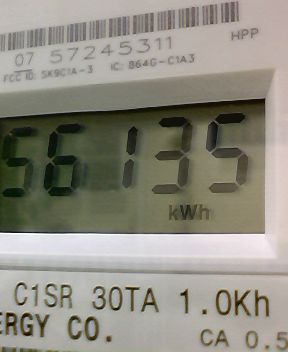 07 57245311 HPP
FCC ID: SK9C1A-3 IC: 864G-C1A3
56135
kWh
C1SR 30TA 1.0Kh
ERGY CO. CA 0.5